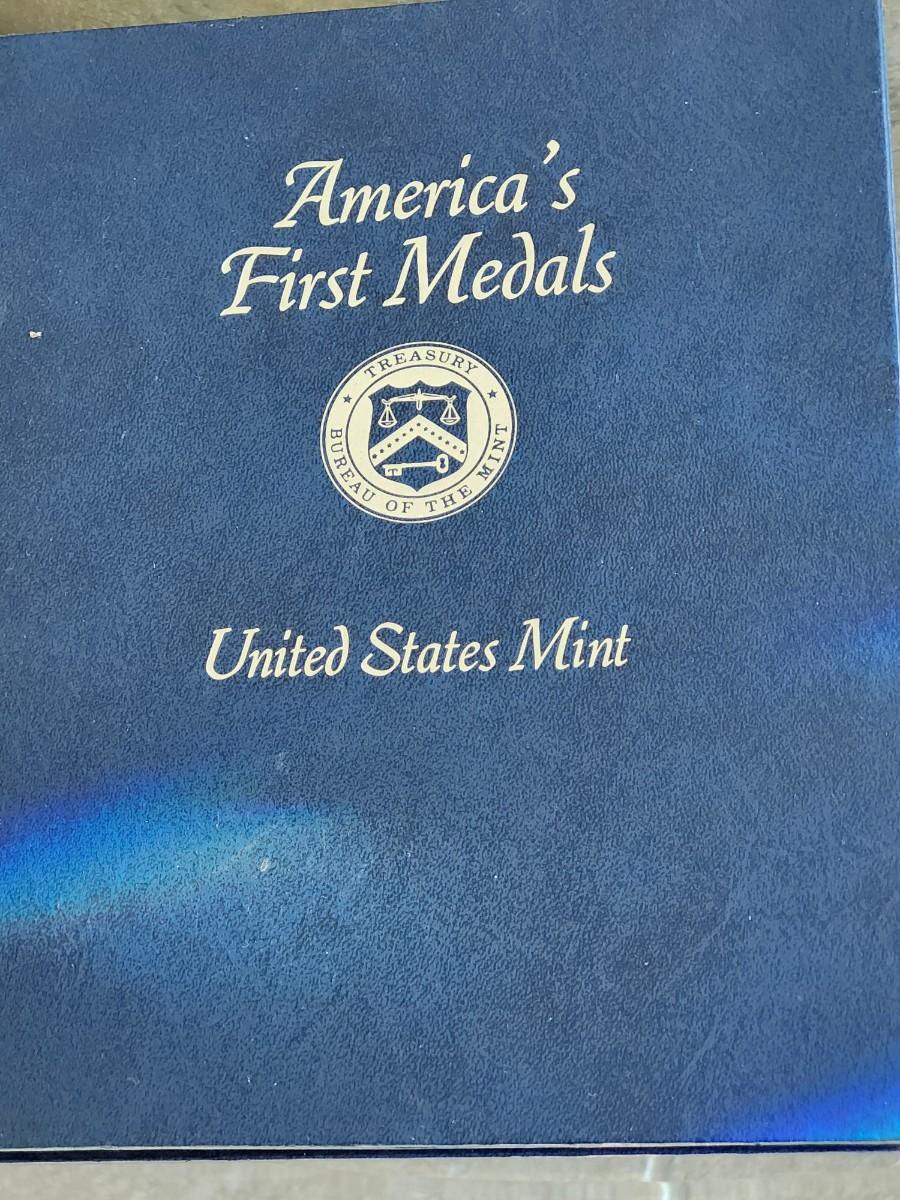 America's
First Medals
TREASURY
BUREAU OF THE MINT
T
United States Mint